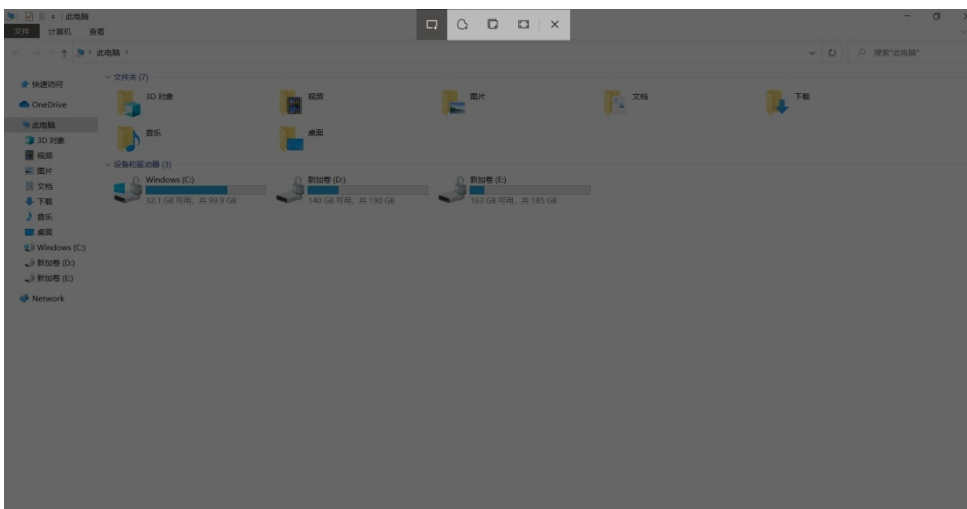 此电脑
文件 计算机 查看
此电脑
搜索"此电脑"
快速访问
OneDrive
此电脑
3D 对象
视频
图片
文档
下载
音乐
桌面
Windows (C:)
新加卷 (D:)
新加卷 (E:)
Network
文件夹 (7)
3D 对象 视频 图片 文档 下载
音乐 桌面
设备和驱动器 (3)
Windows (C:) 新加卷 (D:) 新加卷 (E:)
32.1 GB 可用，共 99.9 GB 140 GB 可用，共 190 GB 163 GB 可用，共 185 GB